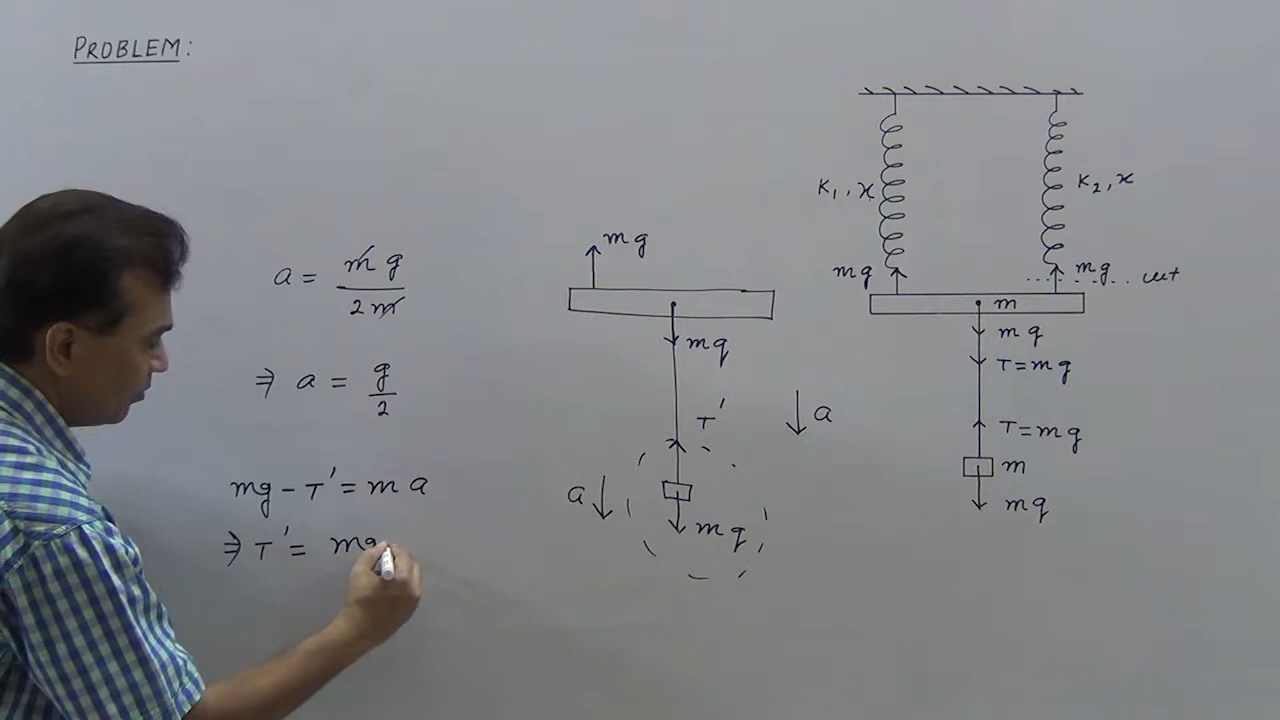 PROBLEM:
a = mg / 2m
⇒ a = g / 2
mg - T' = ma
⇒ T' = mg
mg
mg
T'
a
a
mg
K1, x
K2, x
mg
mg
cut
m
mg
T = mg
T = mg
m
mg